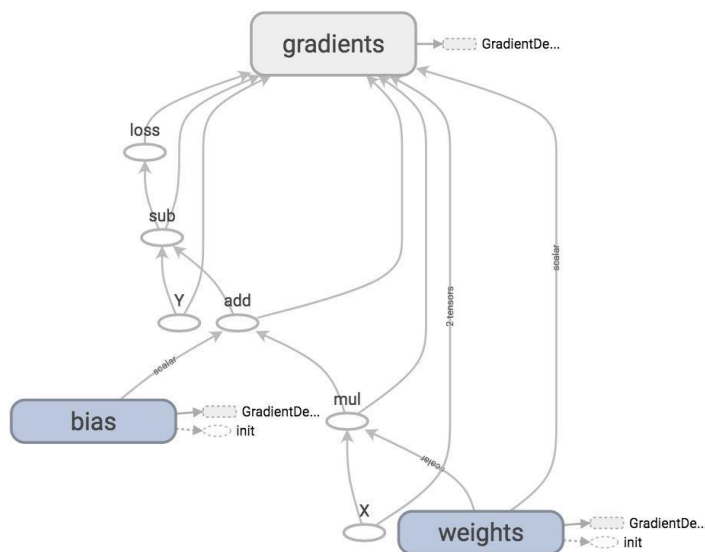 gradients
GradientDe...
loss
sub
Y
add
2 tensors
scalar
scalar
bias
GradientDe...
init
mul
scalar
X
weights
GradientDe...
init